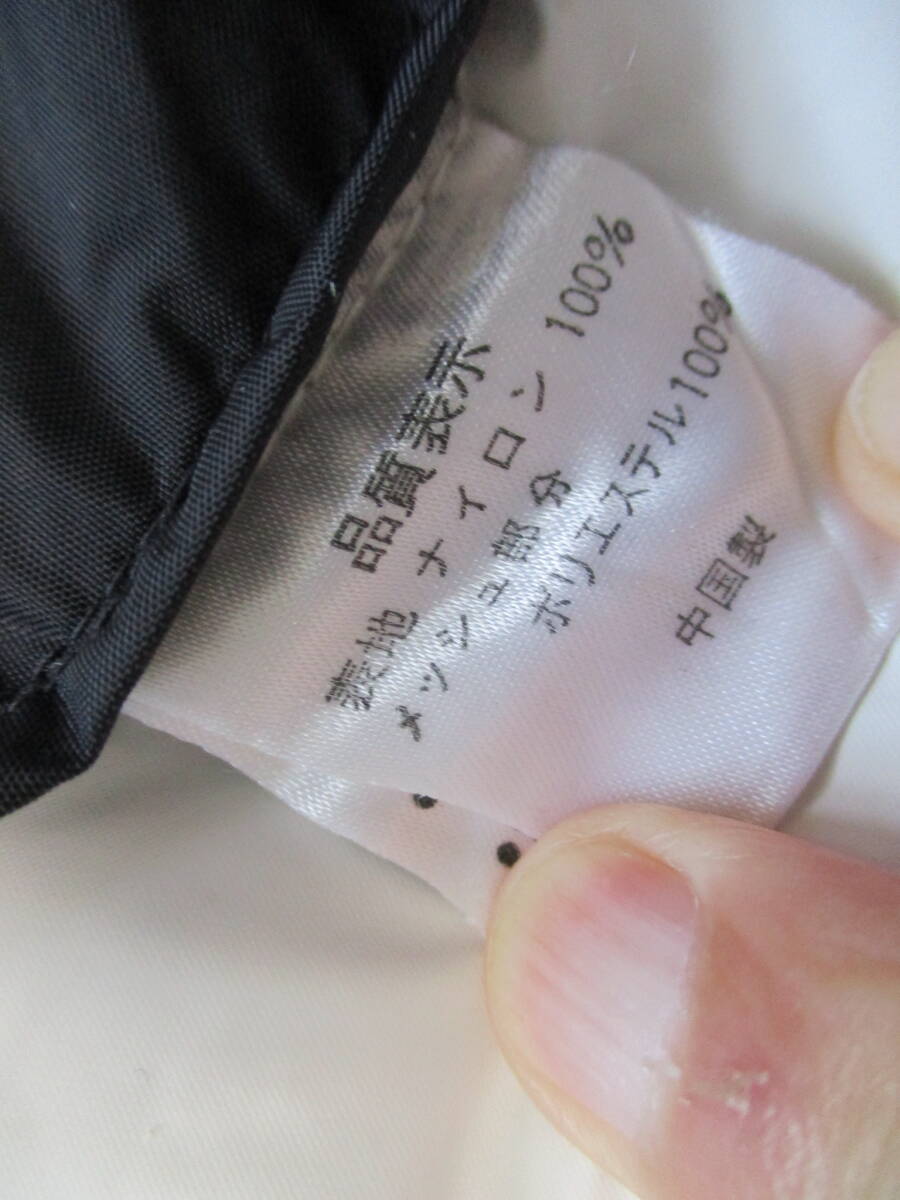 品質表示
表地 ナイロン 100%
メッシュ部分
ポリエステル100%
中国製